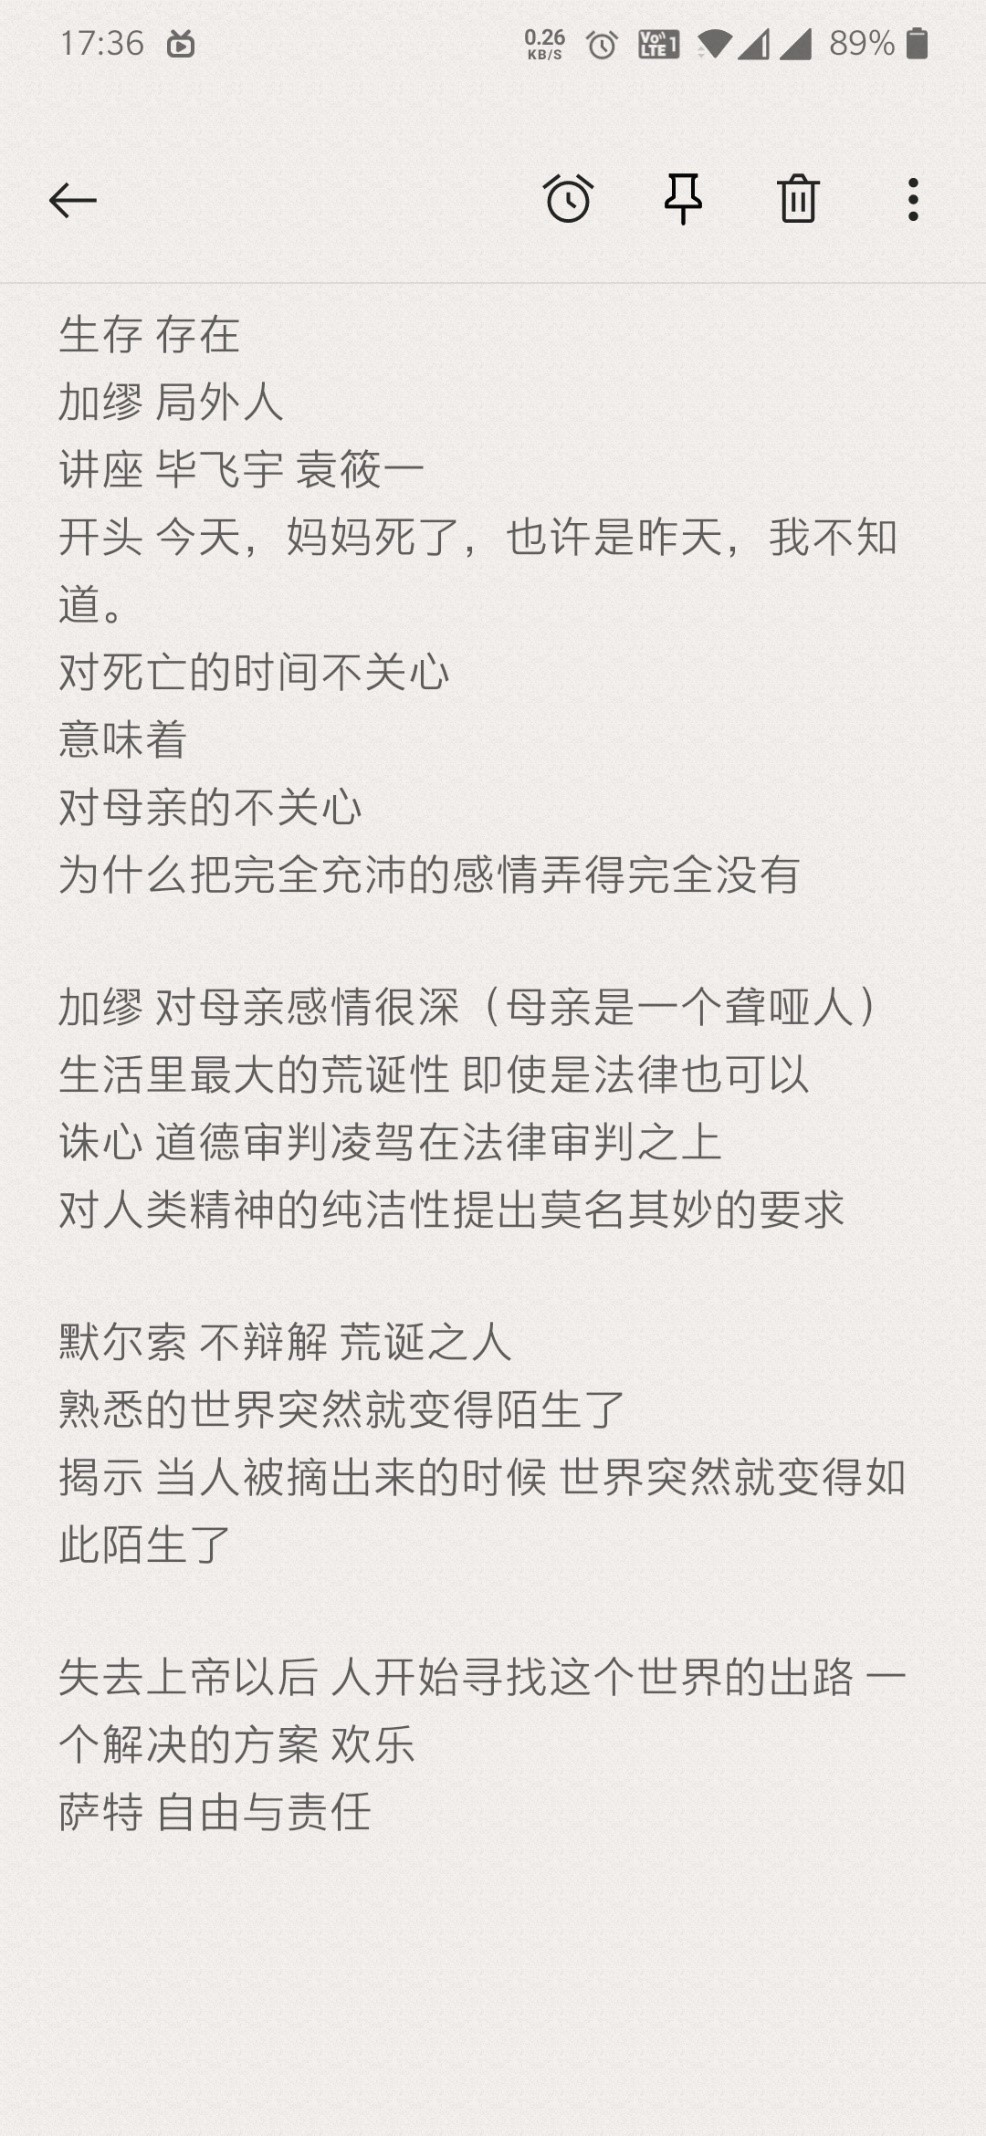 17:36
0.26 KB/S
VoLTE 1
89%
生存 存在
加缪 局外人
讲座 毕飞宇 袁筱一
开头 今天，妈妈死了，也许是昨天，我不知
道。
对死亡的时间不关心
意味着
对母亲的不关心
为什么把完全充沛的感情弄得完全没有
加缪 对母亲感情很深（母亲是一个聋哑人）
生活里最大的荒诞性 即使是法律也可以
诛心 道德审判凌驾在法律审判之上
对人类精神的纯洁性提出莫名其妙的要求
默尔索 不辩解 荒诞之人
熟悉的世界突然就变得陌生了
揭示 当人被摘出来的时候 世界突然就变得如
此陌生了
失去上帝以后 人开始寻找这个世界的出路 一
个解决的方案 欢乐
萨特 自由与责任